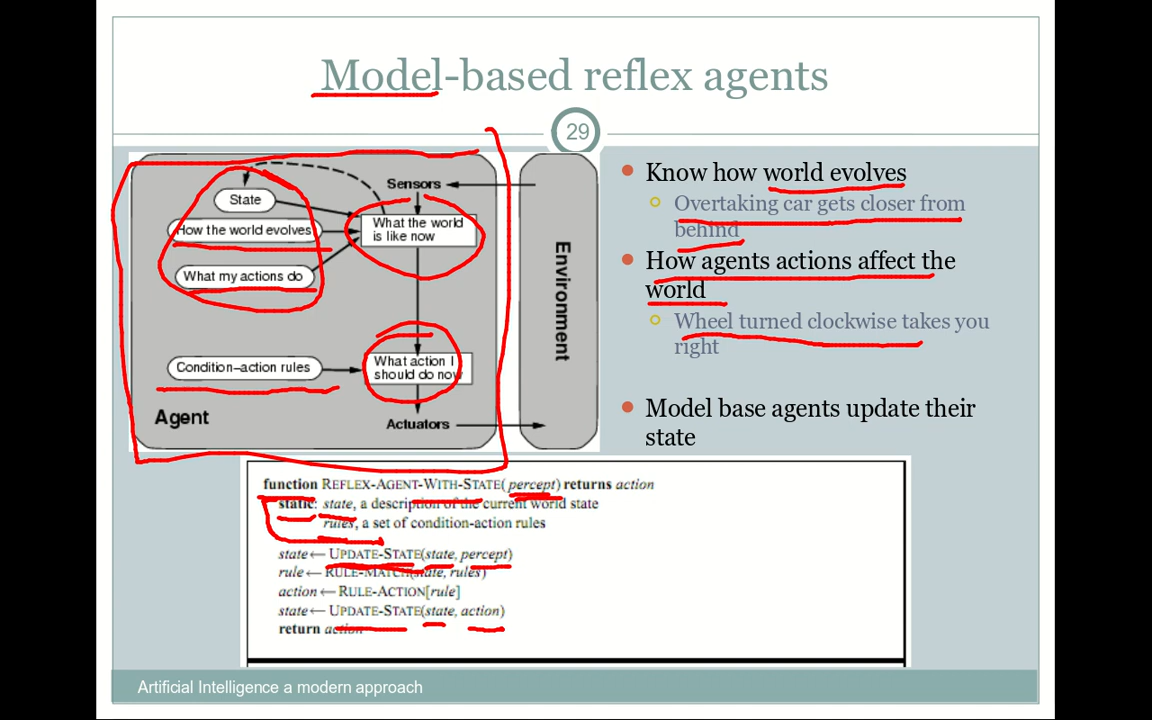 Model-based reflex agents
29
Sensors
State
What the world
is like now
How the world evolves
What my actions do
Condition–action rules
What action I
should do now
Agent
Actuators
Environment
Know how world evolves
Overtaking car gets closer from
behind
How agents actions affect the
world
Wheel turned clockwise takes you
right
Model base agents update their
state
function REFLEX-AGENT-WITH-STATE( percept) returns action
static: state, a description of the current world state
rules, a set of condition-action rules
state ← UPDATE-STATE(state, percept)
rule ← RULE-MATCH(state, rules)
action ← RULE-ACTION[rule]
state ← UPDATE-STATE(state, action)
return action
Artificial Intelligence a modern approach